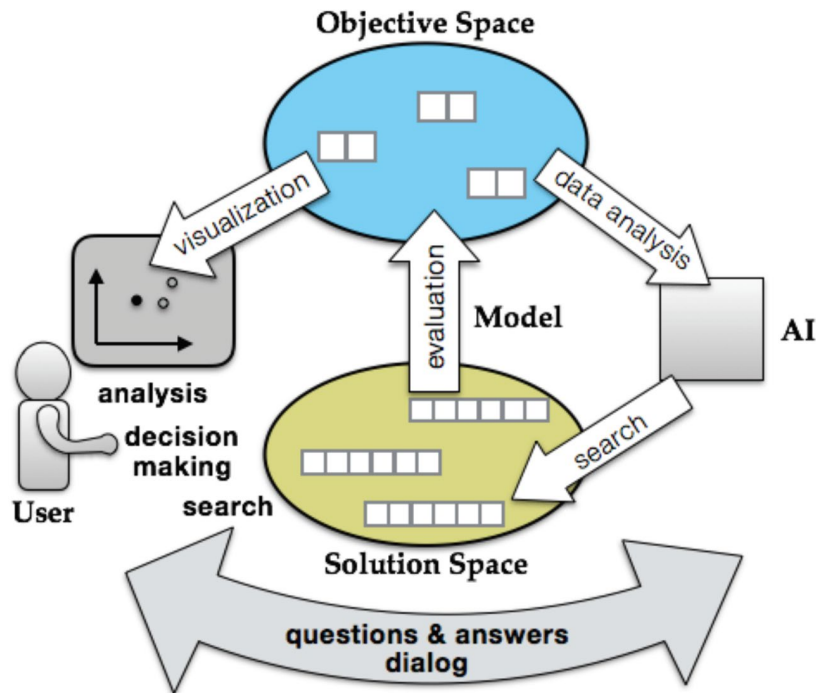 Objective Space
visualization
data analysis
evaluation
Model
AI
analysis
decision
making
search
User
search
Solution Space
questions & answers
dialog